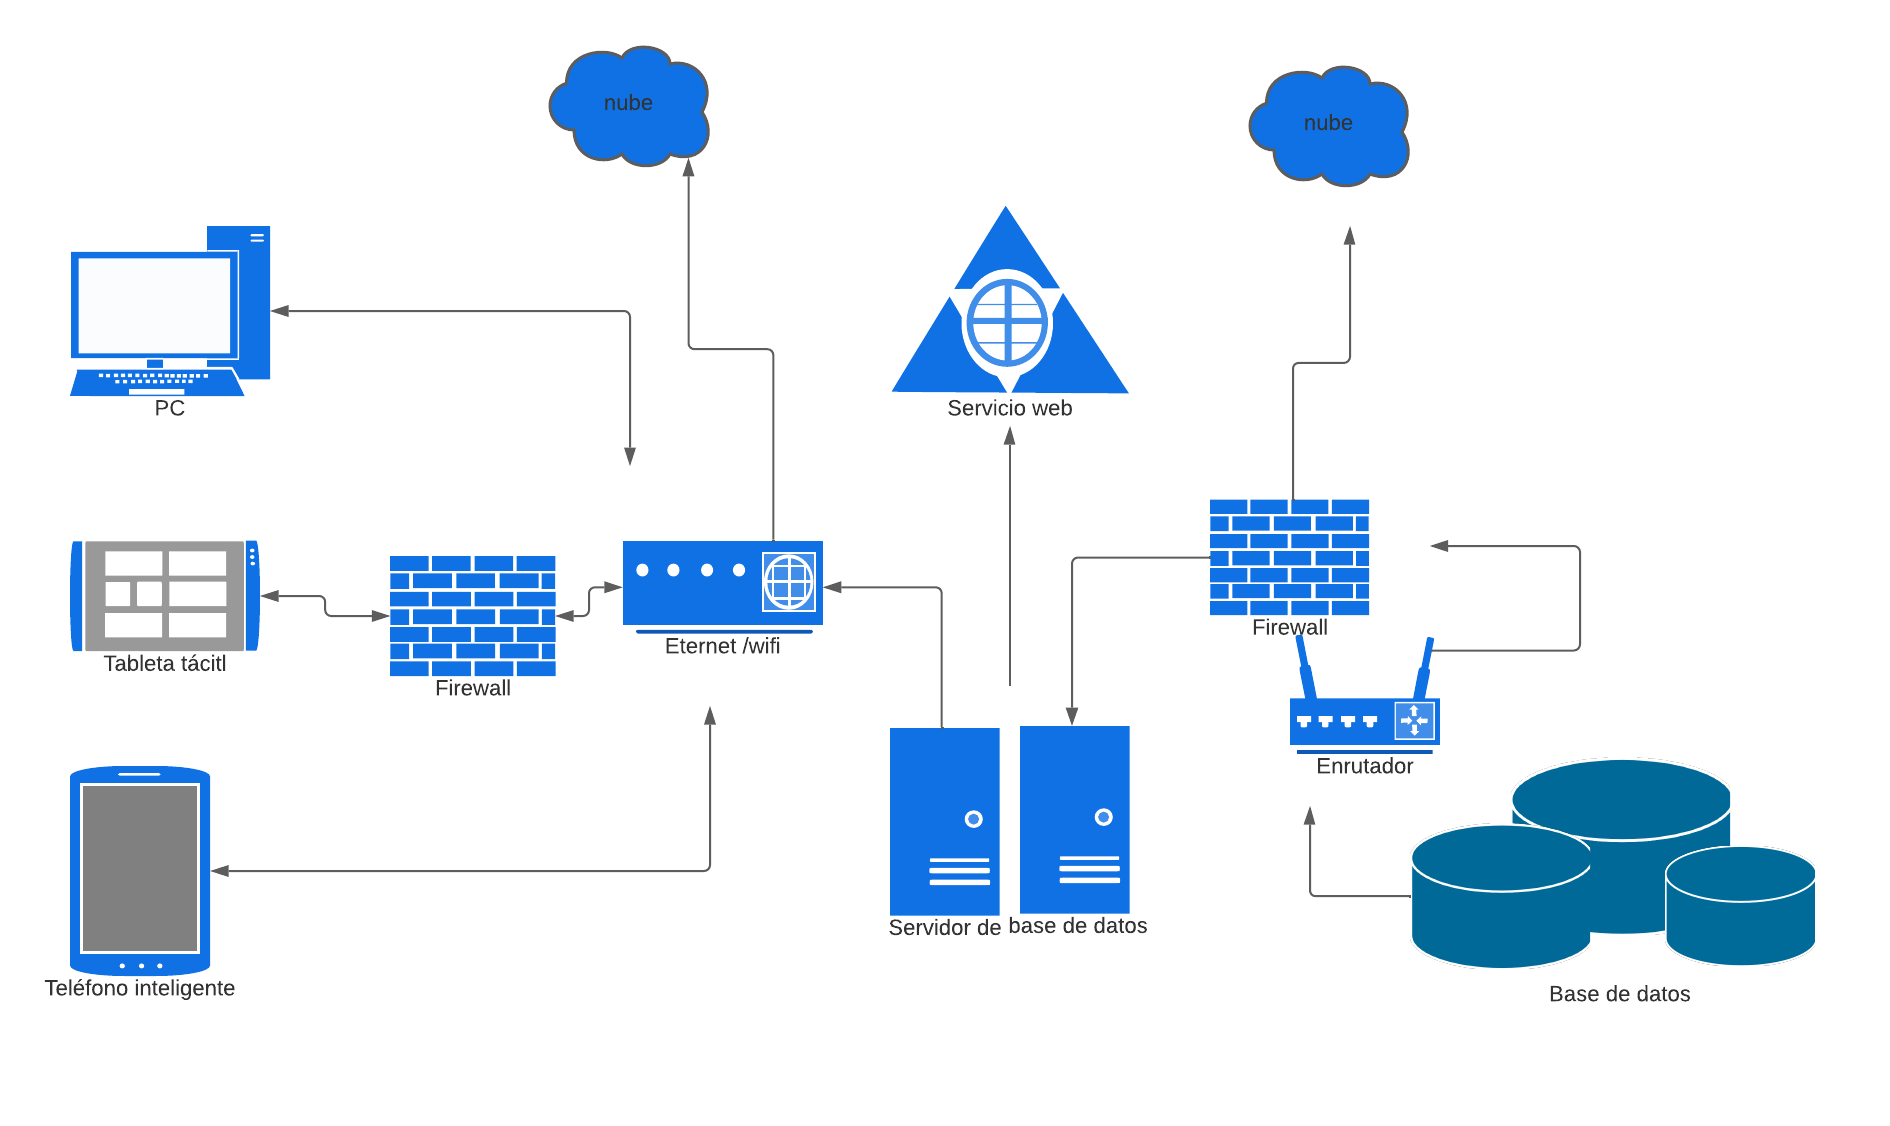 nube
nube
PC
Servicio web
Tableta tácitl
Firewall
Eternet /wifi
Firewall
Enrutador
Servidor de
base de datos
Teléfono inteligente
Base de datos